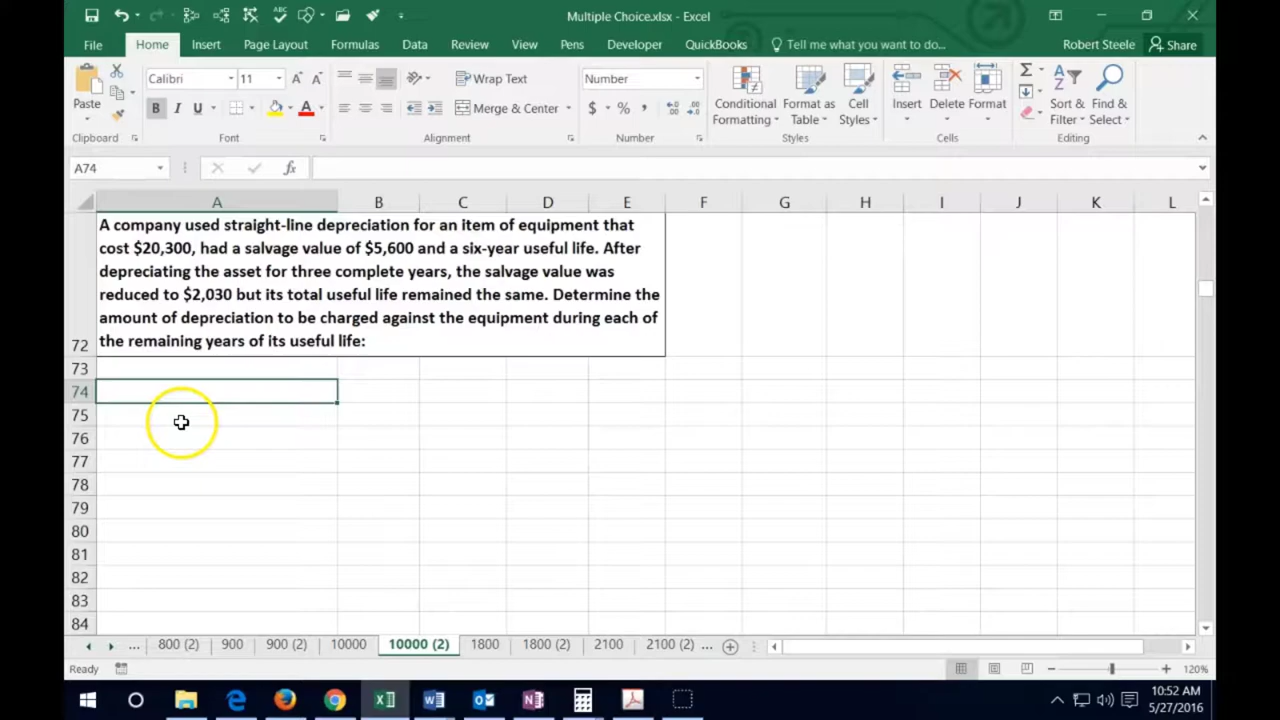 Multiple Choice.xlsx - Excel
File Home Insert Page Layout Formulas Data Review View Pens Developer QuickBooks Tell me what you want to do... Robert Steele Share
Paste
Calibri 11
B I U A
Wrap Text
Merge & Center
Number
$ %
Conditional Formatting
Format as Table
Cell Styles
Insert
Delete
Format
Sort & Filter
Find & Select
Clipboard Font Alignment Number Styles Cells Editing
A74 fx
A B C D E F G H I J K L
A company used straight-line depreciation for an item of equipment that
cost $20,300, had a salvage value of $5,600 and a six-year useful life. After
depreciating the asset for three complete years, the salvage value was
reduced to $2,030 but its total useful life remained the same. Determine the
amount of depreciation to be charged against the equipment during each of
72 the remaining years of its useful life:
73
74
75
76
77
78
79
80
81
82
83
84
... 800 (2) 900 900 (2) 10000 10000 (2) 1800 1800 (2) 2100 2100 (2) ...
Ready 120%
10:52 AM
5/27/2016